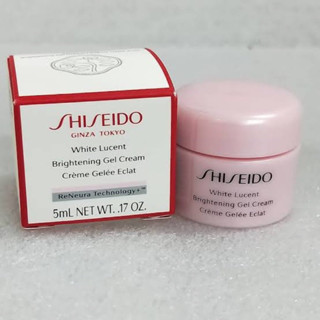 SHISEIDO
GINZA TOKYO
White Lucent
Brightening Gel Cream
Crème Gelée Eclat
ReNeura Technology+™
5mL NET WT. .17 OZ.
SHISEIDO
White Lucent
Brightening Gel Cream
Crème Gelée Eclat